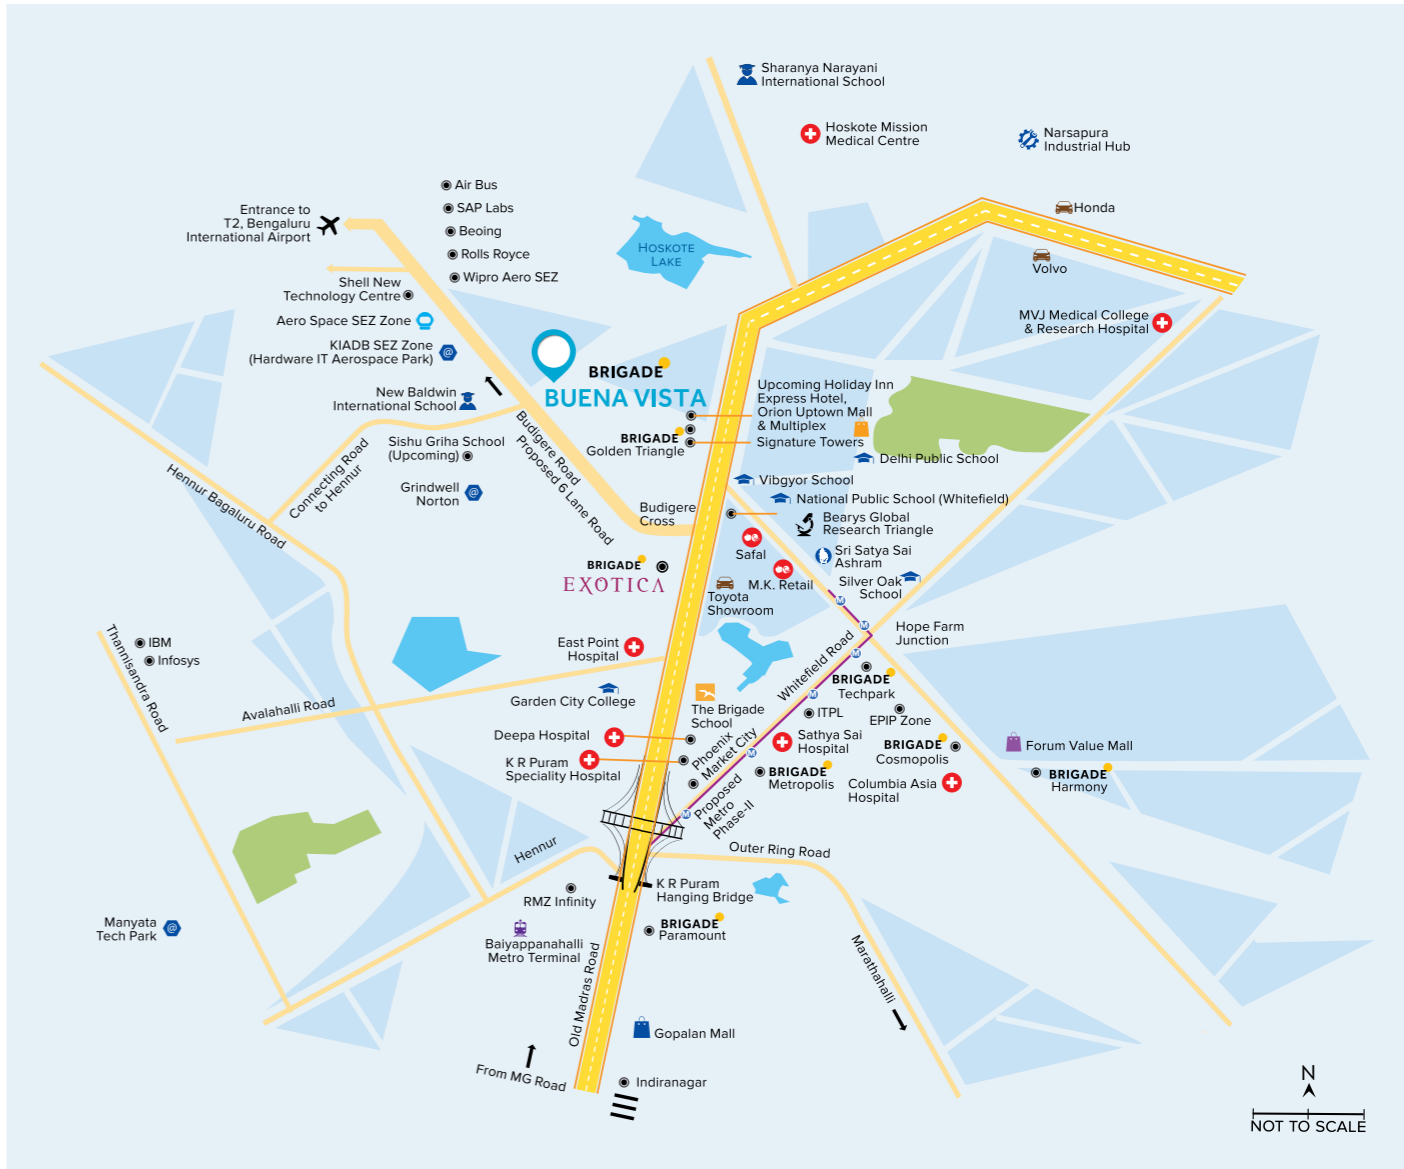 Sharanya Narayani
International School
Hoskote Mission
Medical Centre
Narsapura
Industrial Hub
Air Bus
SAP Labs
Beoing
Rolls Royce
Wipro Aero SEZ
Entrance to
T2, Bengaluru
International Airport
HOSKOTE
LAKE
Honda
Volvo
Shell New
Technology Centre
Aero Space SEZ Zone
KIADB SEZ Zone
(Hardware IT Aerospace Park)
MVJ Medical College
& Research Hospital
BRIGADE
BUENA VISTA
New Baldwin
International School
Upcoming Holiday Inn
Express Hotel,
Orion Uptown Mall
& Multiplex
Signature Towers
BRIGADE
Golden Triangle
Sishu Griha School
(Upcoming)
Grindwell
Norton
Connecting Road
to Hennur
Budigere Road
Proposed 6 Lane Road
Hennur Bagaluru Road
Delhi Public School
Vibgyor School
National Public School (Whitefield)
Budigere
Cross
Bearys Global
Research Triangle
Safal
Sri Satya Sai
Ashram
M.K. Retail
Silver Oak
School
BRIGADE
EXOTICA
Toyota
Showroom
Hope Farm
Junction
IBM
Infosys
Thannisandra Road
East Point
Hospital
Whitefield Road
BRIGADE
Techpark
Avalahalli Road
Garden City College
The Brigade
School
ITPL
EPIP Zone
Deepa Hospital
Phoenix
Market City
Sathya Sai
Hospital
BRIGADE
Cosmopolis
Forum Value Mall
K R Puram
Speciality Hospital
BRIGADE
Metropolis
Columbia Asia
Hospital
BRIGADE
Harmony
Proposed
Metro
Phase-II
Hennur
Outer Ring Road
RMZ Infinity
K R Puram
Hanging Bridge
Manyata
Tech Park
Baiyappanahalli
Metro Terminal
BRIGADE
Paramount
Old Madras Road
Marathahalli
Gopalan Mall
From MG Road
Indiranagar
N
NOT TO SCALE
@
@
@
@
M
M
M
M
M
M